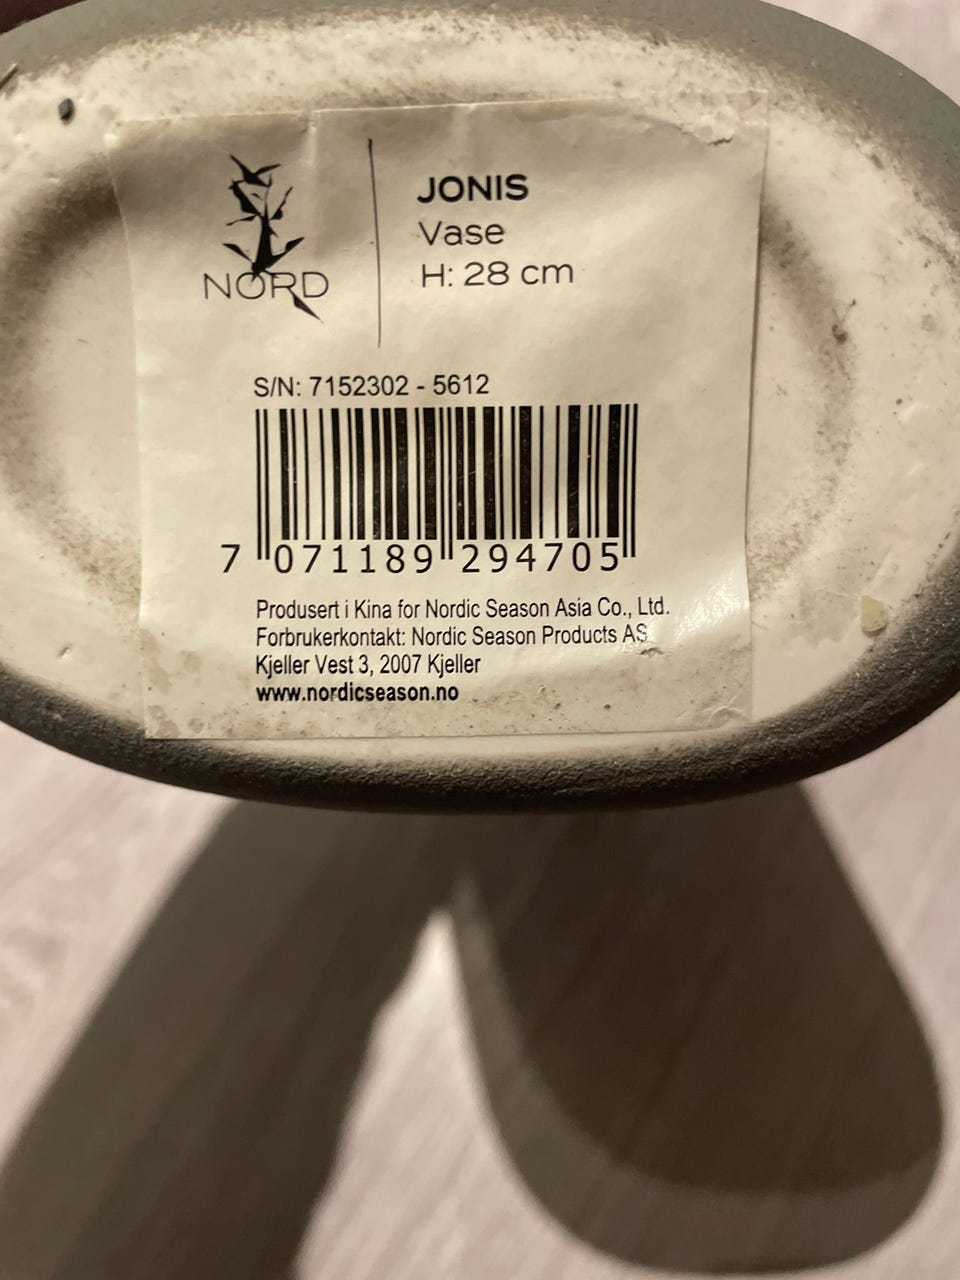 NORD
JONIS
Vase
H: 28 cm
S/N: 7152302 - 5612
7 071189 294705
Produsert i Kina for Nordic Season Asia Co., Ltd.
Forbrukerkontakt: Nordic Season Products AS
Kjeller Vest 3, 2007 Kjeller
www.nordicseason.no